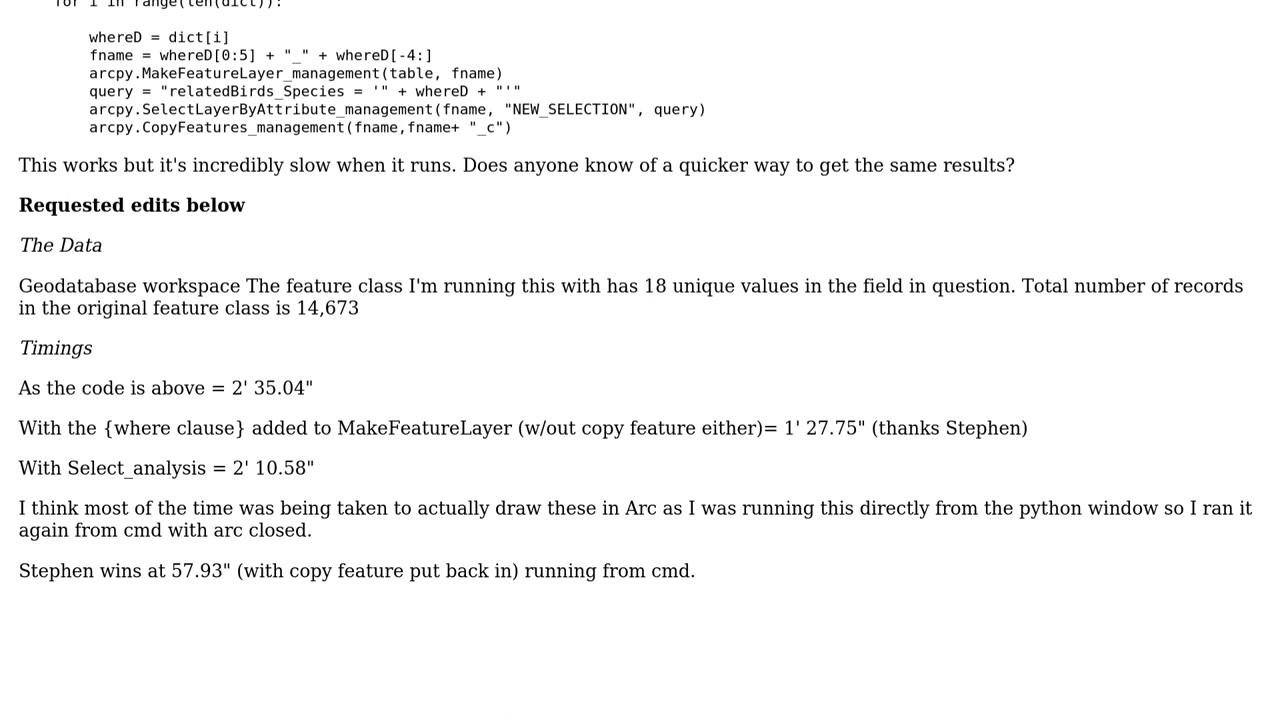 for i in range(len(dict)):
whereD = dict[i]
fname = whereD[0:5] + "_" + whereD[-4:]
arcpy.MakeFeatureLayer_management(table, fname)
query = "relatedBirds_Species = '" + whereD + "'"
arcpy.SelectLayerByAttribute_management(fname, "NEW_SELECTION", query)
arcpy.CopyFeatures_management(fname,fname+ "_c")
This works but it's incredibly slow when it runs. Does anyone know of a quicker way to get the same results?
Requested edits below
The Data
Geodatabase workspace The feature class I'm running this with has 18 unique values in the field in question. Total number of records
in the original feature class is 14,673
Timings
As the code is above = 2' 35.04"
With the {where clause} added to MakeFeatureLayer (w/out copy feature either)= 1' 27.75" (thanks Stephen)
With Select_analysis = 2' 10.58"
I think most of the time was being taken to actually draw these in Arc as I was running this directly from the python window so I ran it
again from cmd with arc closed.
Stephen wins at 57.93" (with copy feature put back in) running from cmd.